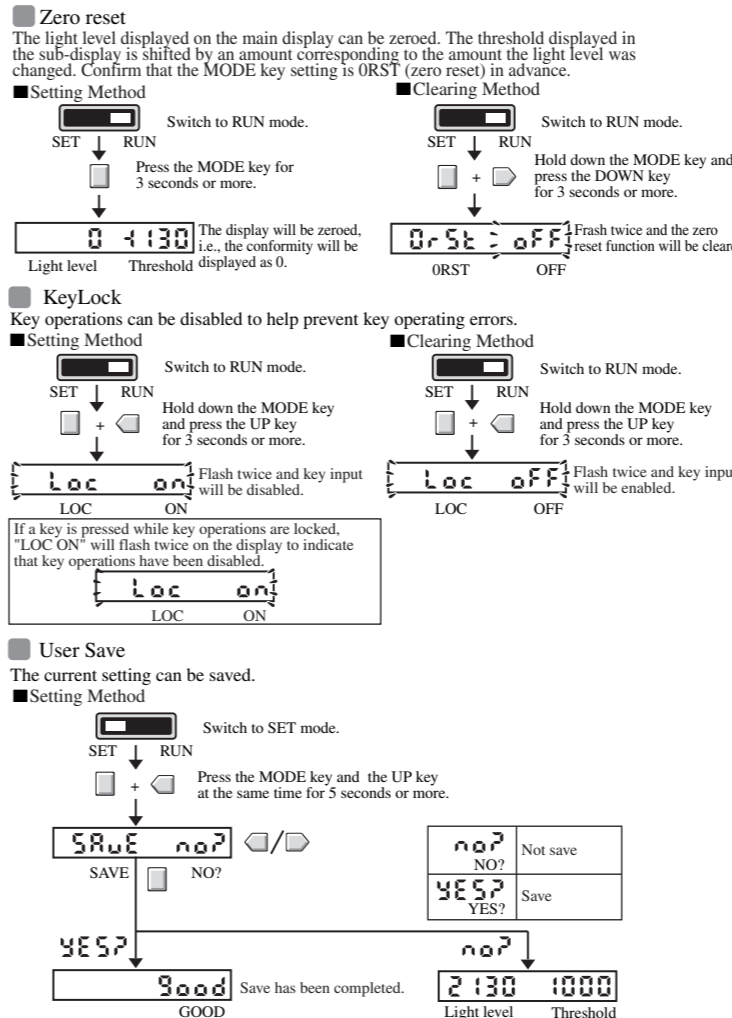 Zero reset
The light level displayed on the main display can be zeroed. The threshold displayed in
the sub-display is shifted by an amount corresponding to the amount the light level was
changed. Confirm that the MODE key setting is 0RST (zero reset) in advance.
■Setting Method
Switch to RUN mode.
SET RUN
Press the MODE key for
3 seconds or more.
0 -1130
The display will be zeroed,
i.e., the conformity will be
displayed as 0.
Light level Threshold
■Clearing Method
Switch to RUN mode.
SET RUN
Hold down the MODE key and
+
press the DOWN key
for 3 seconds or more.
0rSt oFF
Frash twice and the zero
reset function will be clear
0RST OFF
KeyLock
Key operations can be disabled to help prevent key operating errors.
■Setting Method
Switch to RUN mode.
SET RUN
Hold down the MODE key
+
and press the UP key
for 3 seconds or more.
Loc on
Flash twice and key input
will be disabled.
LOC ON
If a key is pressed while key operations are locked,
"LOC ON" will flash twice on the display to indicate
that key operations have been disabled.
Loc on
LOC ON
■Clearing Method
Switch to RUN mode.
SET RUN
Hold down the MODE key
+
and press the UP key
for 3 seconds or more.
Loc oFF
Flash twice and key inpu
will be enabled.
LOC OFF
User Save
The current setting can be saved.
■Setting Method
Switch to SET mode.
SET RUN
+
Press the MODE key and the UP key
at the same time for 5 seconds or more.
SAvE no?
/
SAVE NO?
no?
NO?
Not save
YES?
YES?
Save
YES?
good
GOOD
Save has been completed.
no?
2130 1000
Light level Threshold